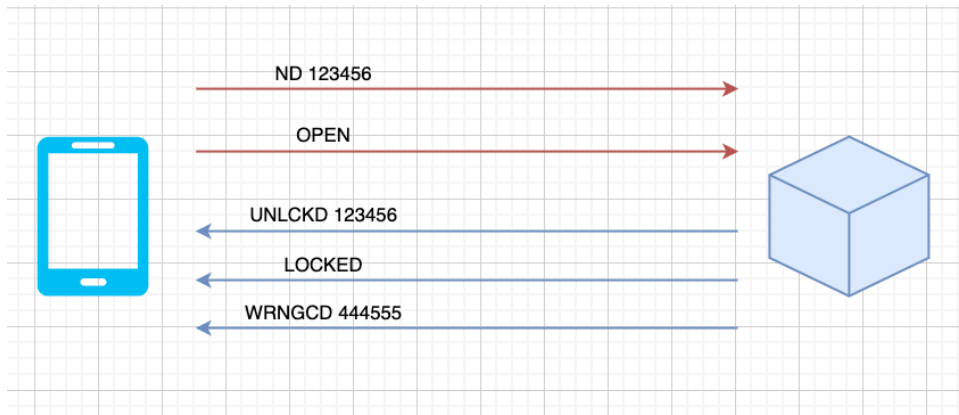 ND 123456
OPEN
UNLCKD 123456
LOCKED
WRNGCD 444555